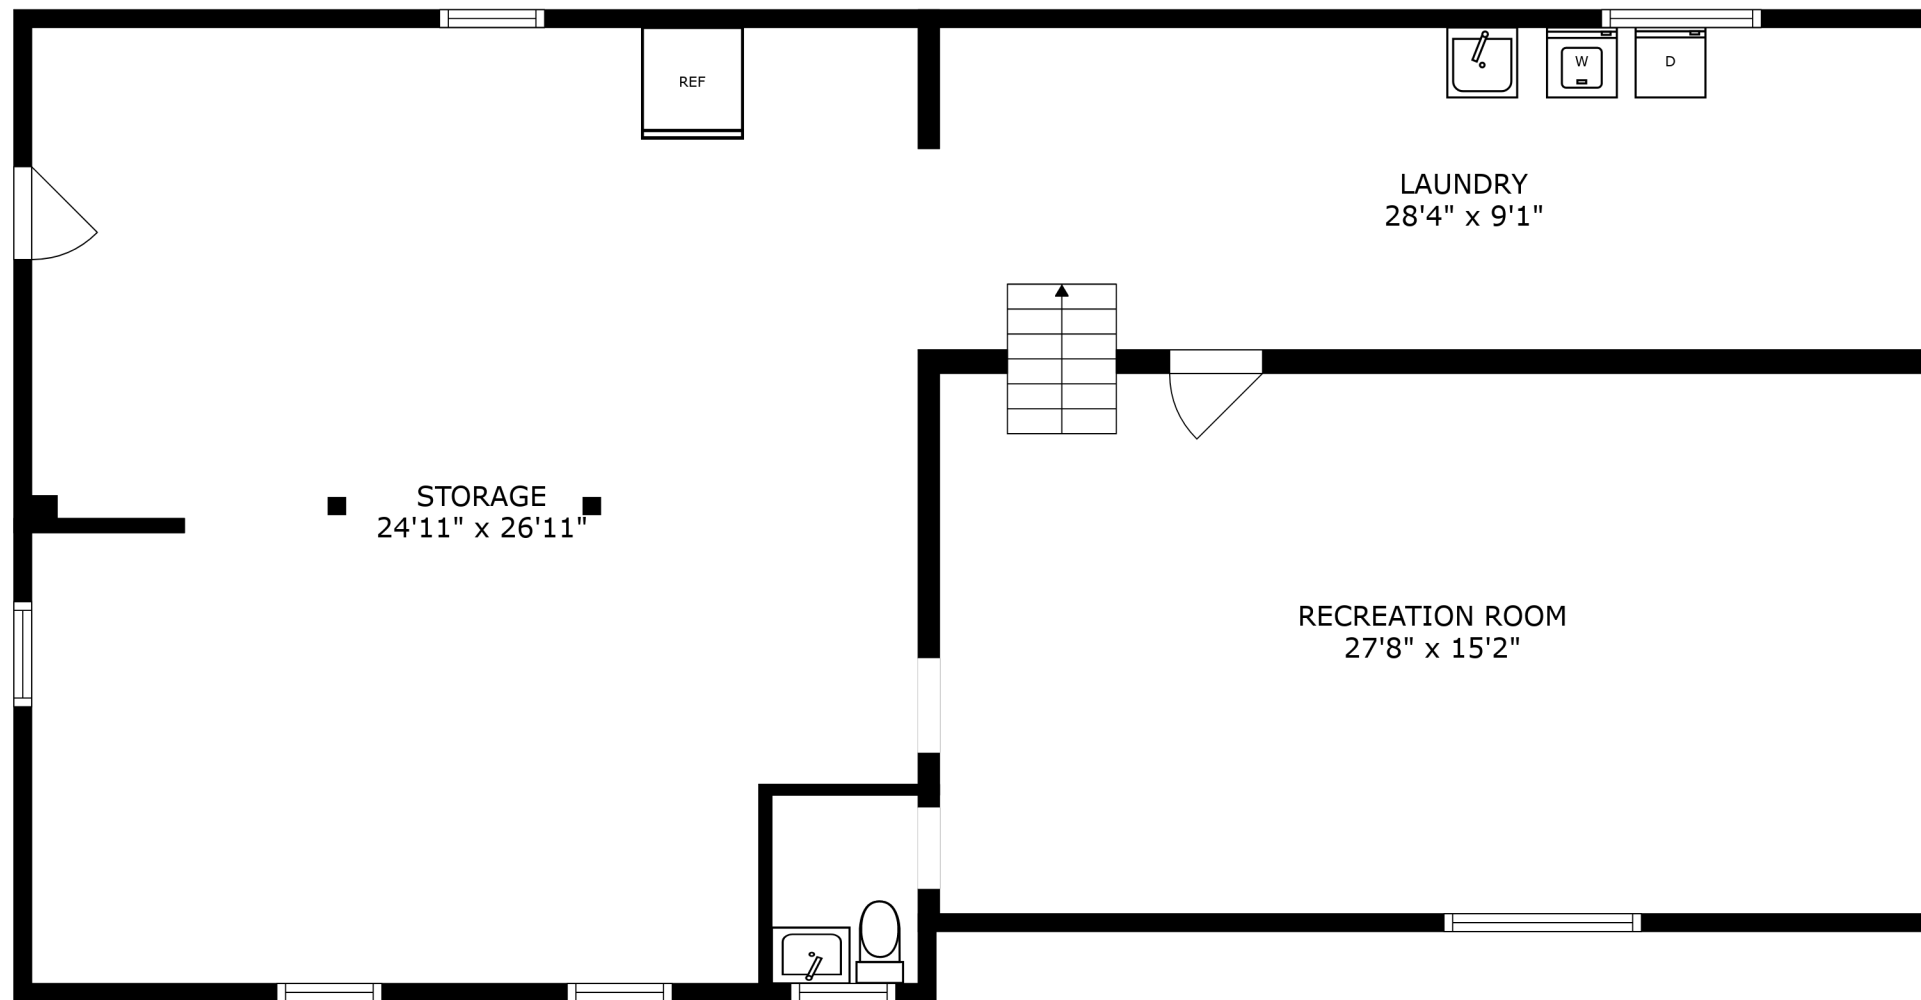 REF
W
D
LAUNDRY
28'4" x 9'1"
STORAGE
24'11" x 26'11"
RECREATION ROOM
27'8" x 15'2"